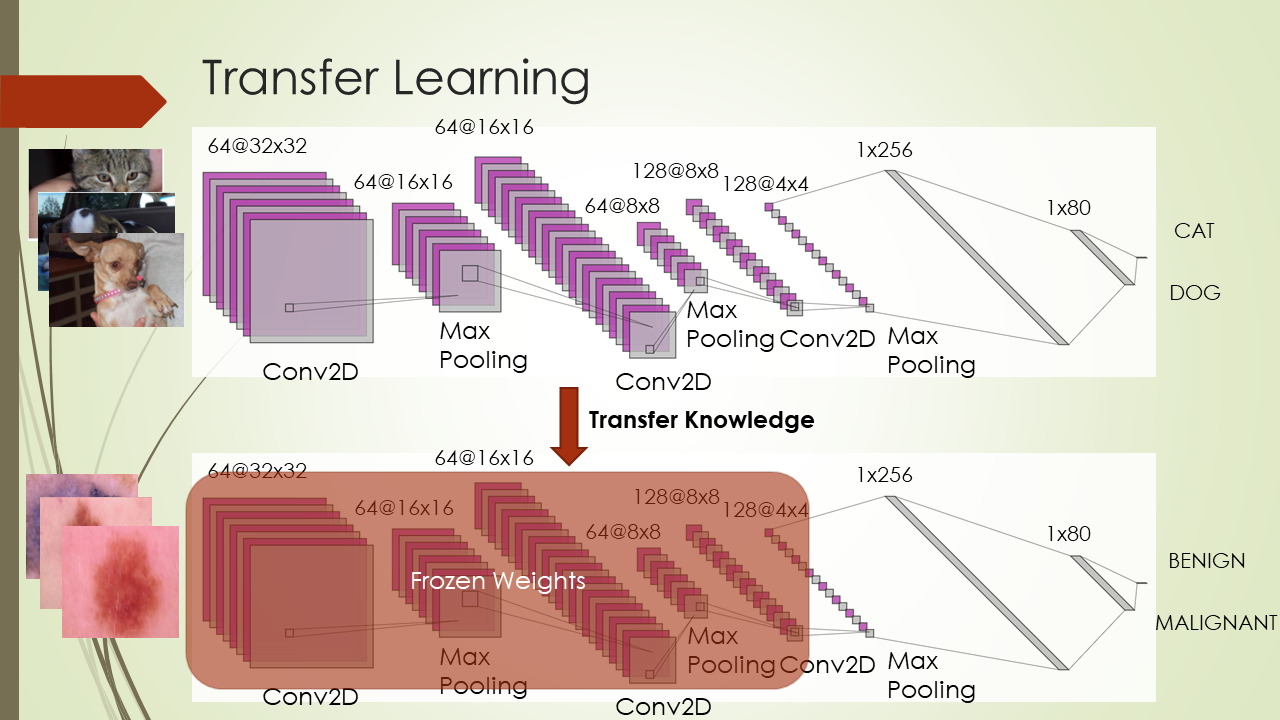 Transfer Learning
64@32x32
64@16x16
64@16x16
64@8x8
128@8x8
128@4x4
1x256
1x80
CAT
DOG
Conv2D
Max
Pooling
Conv2D
Max
Pooling
Conv2D
Max
Pooling
Transfer Knowledge
64@32x32
64@16x16
64@16x16
64@8x8
128@8x8
128@4x4
1x256
1x80
BENIGN
MALIGNANT
Frozen Weights
Conv2D
Max
Pooling
Conv2D
Max
Pooling
Conv2D
Max
Pooling